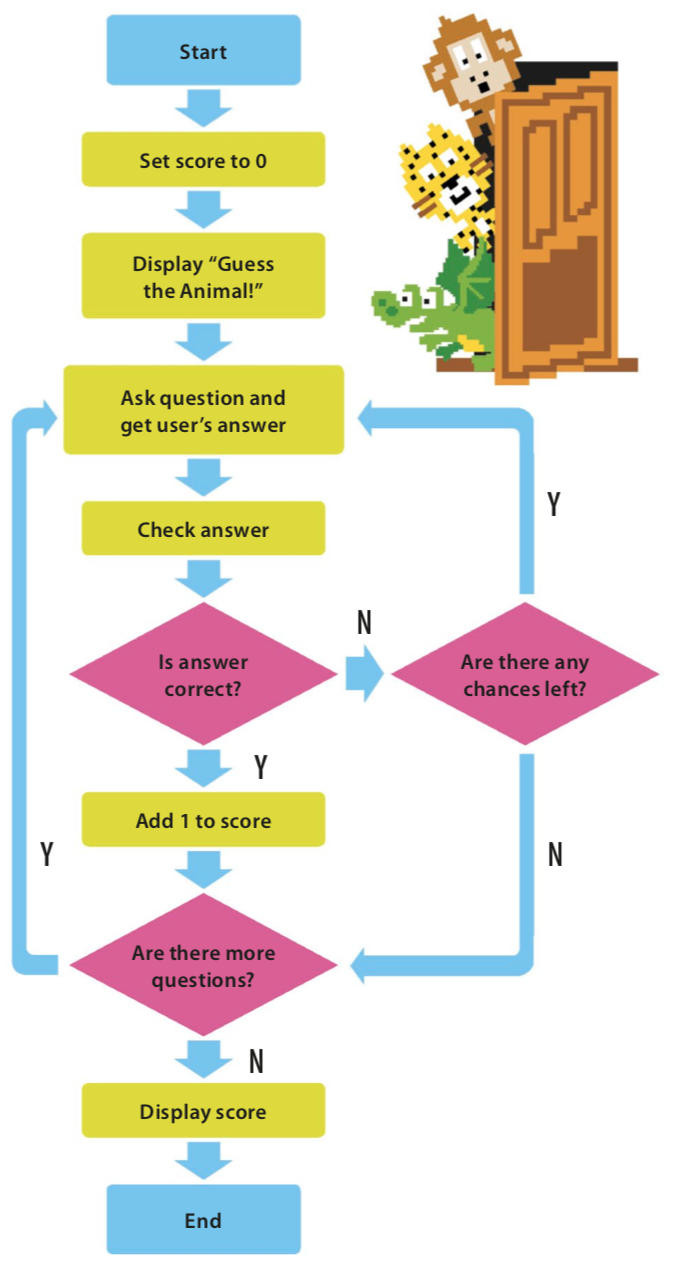 Start
Set score to 0
Display “Guess
the Animal!”
Ask question and
get user’s answer
Check answer
Is answer
correct?
N
Are there any
chances left?
Y
Y
Add 1 to score
Y
N
Are there more
questions?
N
Display score
End